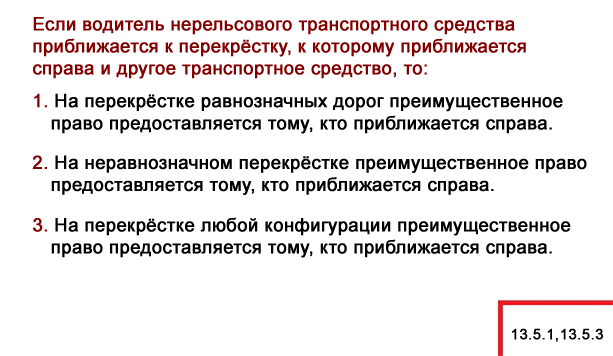 Если водитель нерельсового транспортного средства
приближается к перекрёстку, к которому приближается
справа и другое транспортное средство, то:
1. На перекрёстке равнозначных дорог преимущественное
право предоставляется тому, кто приближается справа.
2. На неравнозначном перекрёстке преимущественное право
предоставляется тому, кто приближается справа.
3. На перекрёстке любой конфигурации преимущественное
право предоставляется тому, кто приближается справа.
13.5.1,13.5.3